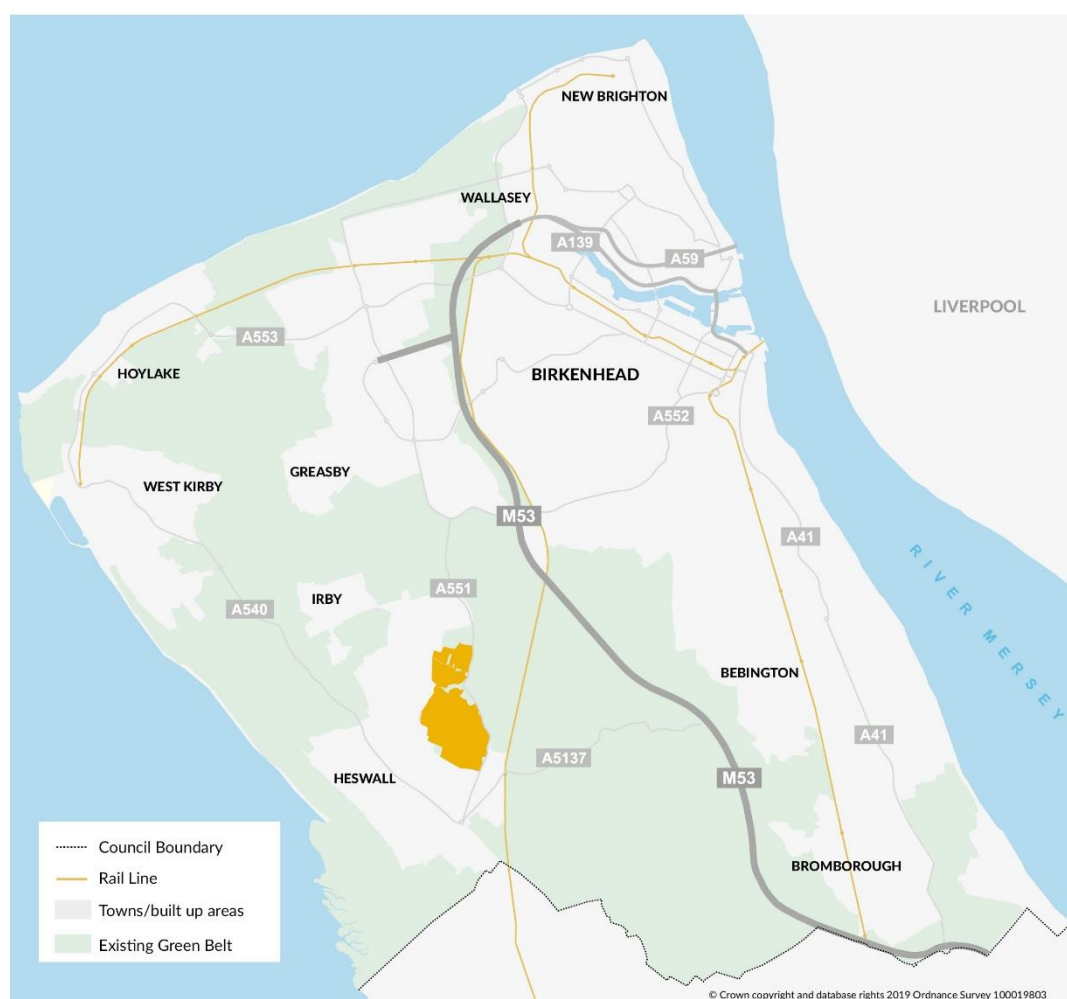 NEW BRIGHTON
WALLASEY
A139
A59
LIVERPOOL
A553
HOYLAKE
BIRKENHEAD
A552
GREASBY
WEST KIRBY
M53
A41
RIVER MERSEY
A551
IRBY
A540
BEBINGTON
A41
A5137
HESWALL
M53
BROMBOROUGH
Council Boundary
Rail Line
Towns/built up areas
Existing Green Belt
© Crown copyright and database rights 2019 Ordnance Survey 100019803